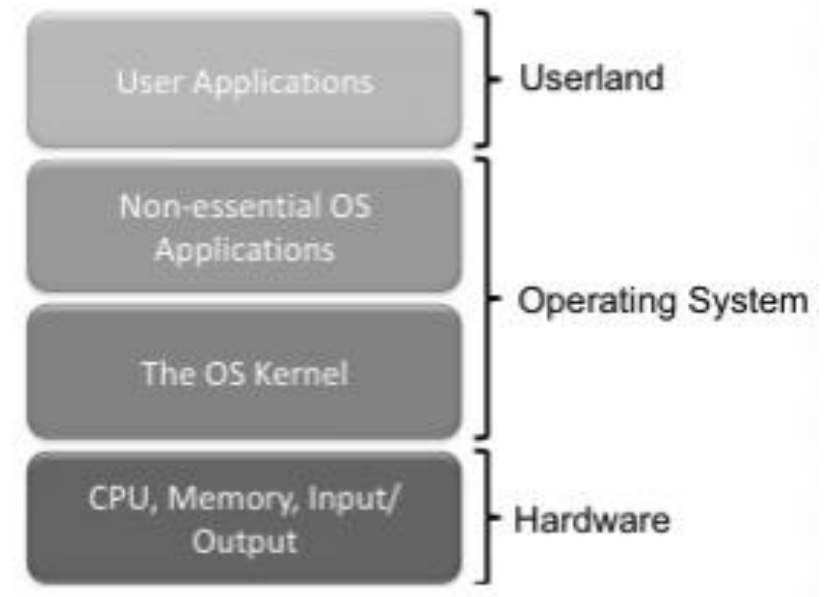 User Applications
Userland
Non-essential OS
Applications
Operating System
The OS Kernel
CPU, Memory, Input/
Output
Hardware